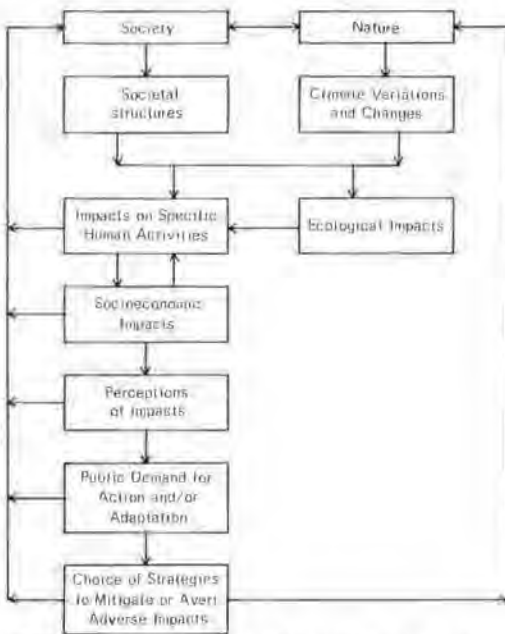 Society
Nature
Societal
structures
Climate Variations
and Changes
Impacts on Specific
Human Activities
Ecological Impacts
Socioeconomic
Impacts
Perceptions
of Impacts
Public Demand for
Action and/or
Adaptation
Choice of Strategies
to Mitigate or Avert
Adverse Impacts